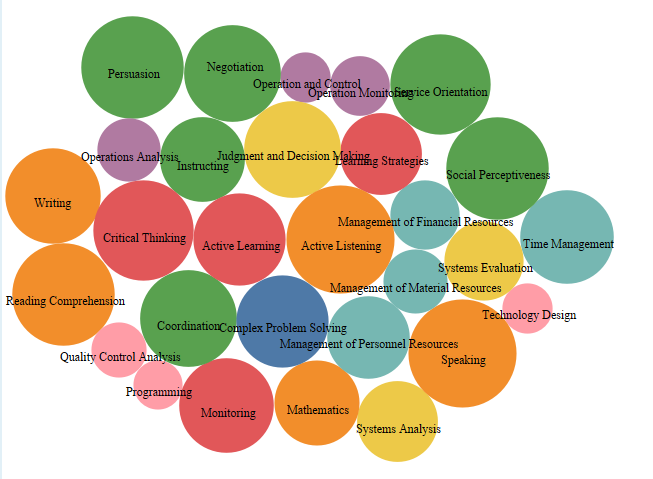 Persuasion
Negotiation
Operation and Control
Operation Monitoring
Service Orientation
Operations Analysis
Instructing
Judgment and Decision Making
Learning Strategies
Social Perceptiveness
Writing
Critical Thinking
Active Learning
Active Listening
Management of Financial Resources
Time Management
Systems Evaluation
Reading Comprehension
Management of Material Resources
Technology Design
Coordination
Complex Problem Solving
Management of Personnel Resources
Quality Control Analysis
Speaking
Programming
Monitoring
Mathematics
Systems Analysis